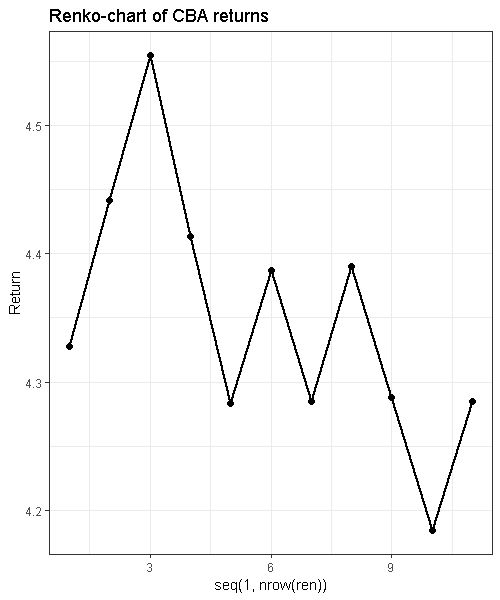 Renko-chart of CBA returns
4.5
4.4
4.3
4.2
Return
3 6 9
seq(1, nrow(ren))